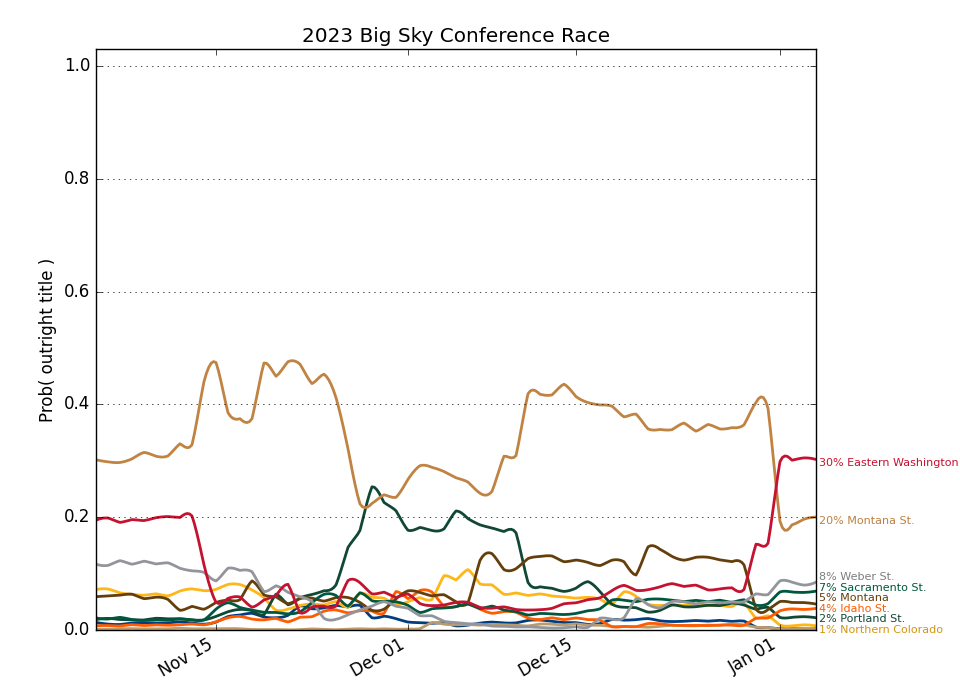 2023 Big Sky Conference Race
Prob( outright title )
1.0
0.8
0.6
0.4
0.2
0.0
Nov 15
Dec 01
Dec 15
Jan 01
30% Eastern Washington
20% Montana St.
8% Weber St.
7% Sacramento St.
5% Montana
4% Idaho St.
2% Portland St.
1% Northern Colorado